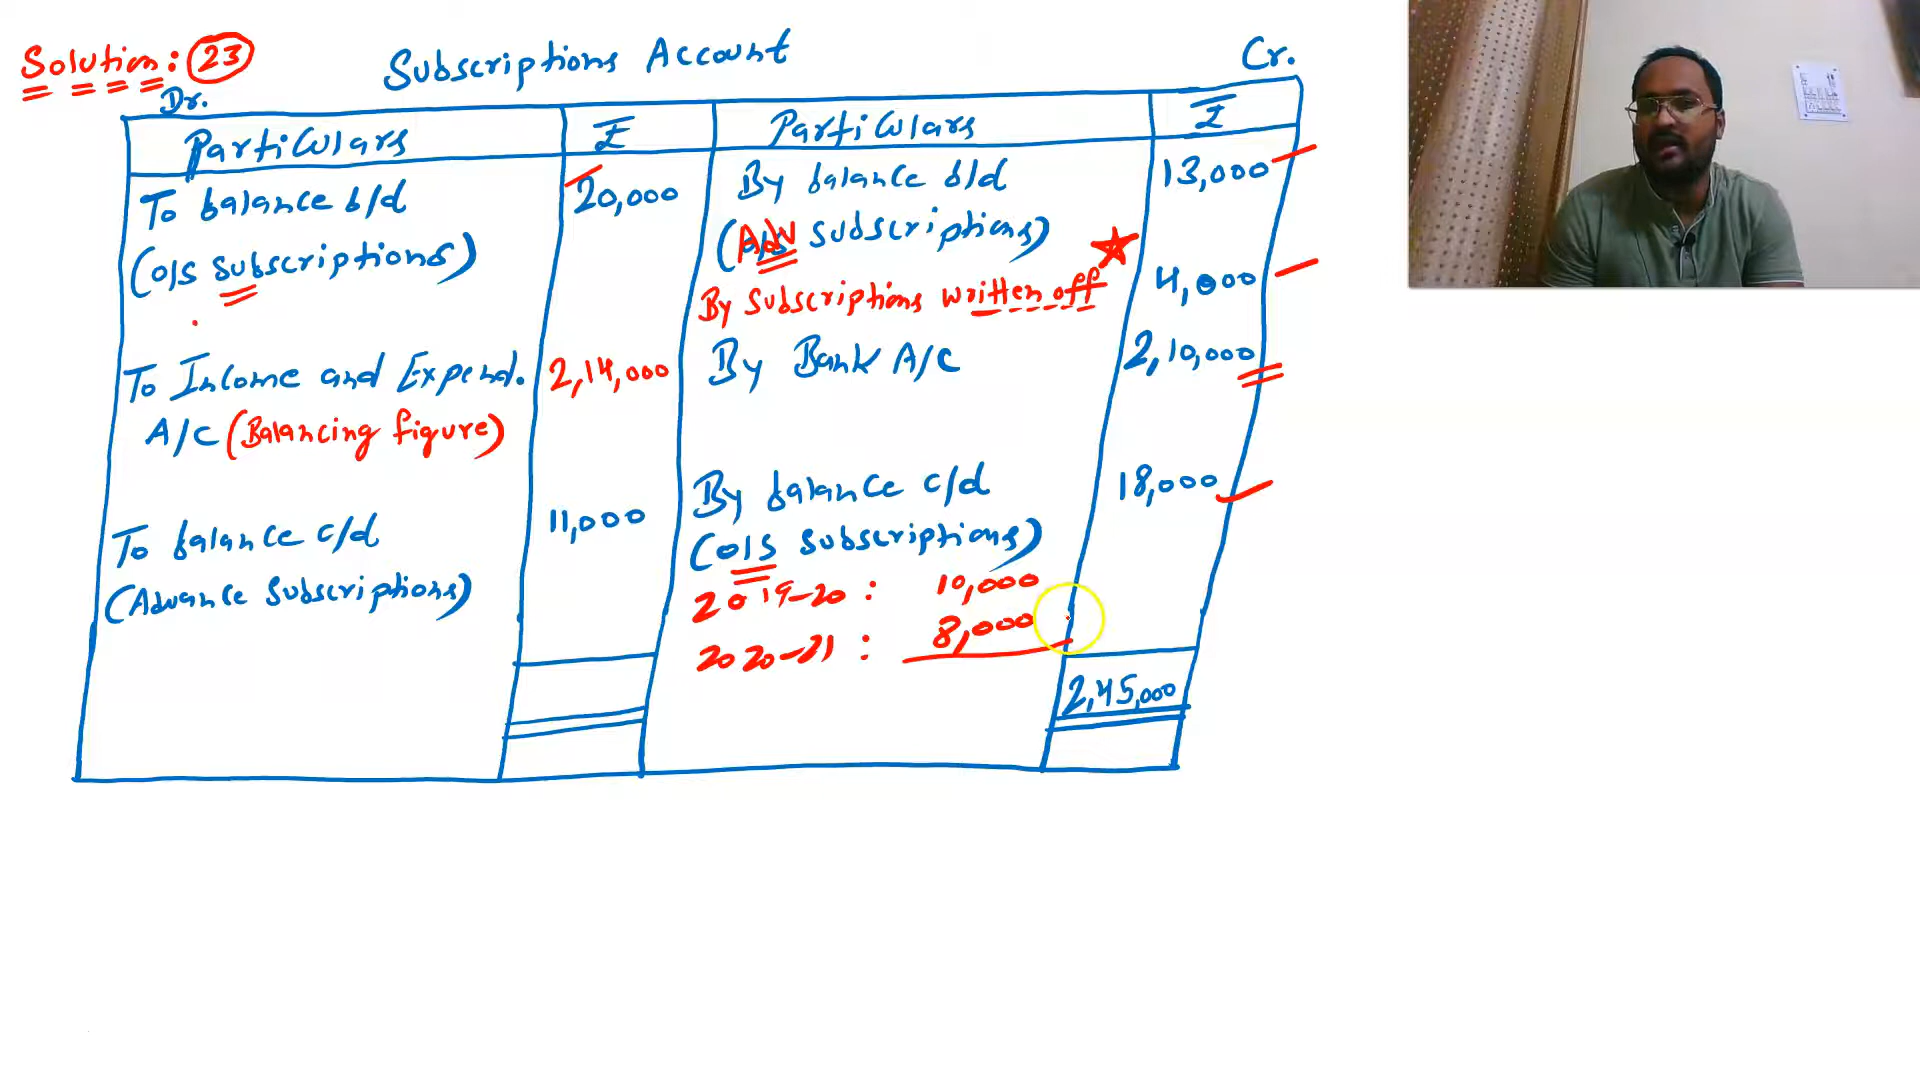 Solution: 23
Subscriptions Account
Dr.
Cr.
Particulars ₹ Particulars ₹
To balance b/d 20,000 By balance b/d 13,000
(O/S Subscriptions) (Adv Subscriptions)
By Subscriptions written off 4,000
To Income and Expend. 2,14,000 By Bank A/C 2,10,000
A/C (Balancing figure)
To balance c/d 11,000 By balance c/d 18,000
(Advance Subscriptions) (O/S Subscriptions)
2019-20: 10,000
2020-21: 8,000
2,45,000